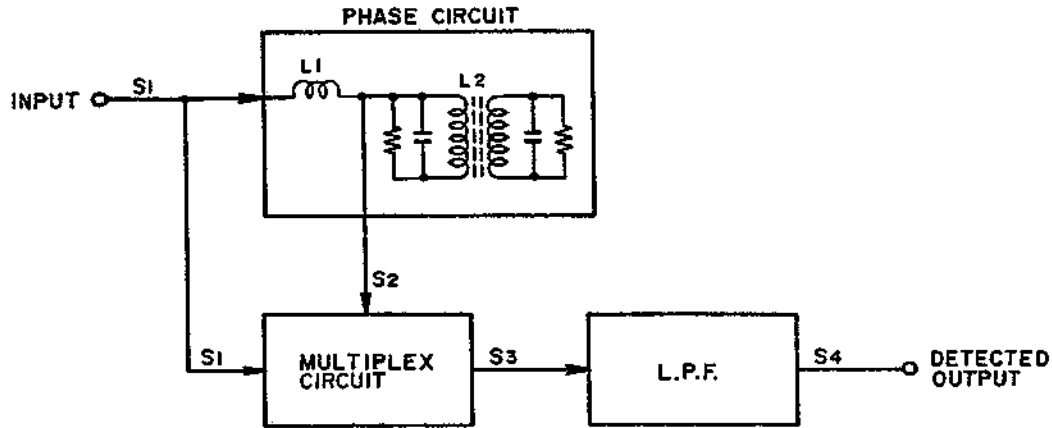 PHASE CIRCUIT
L1
L2
S1
INPUT
S2
S1
MULTIPLEX
CIRCUIT
S3
L.P.F.
S4
DETECTED
OUTPUT